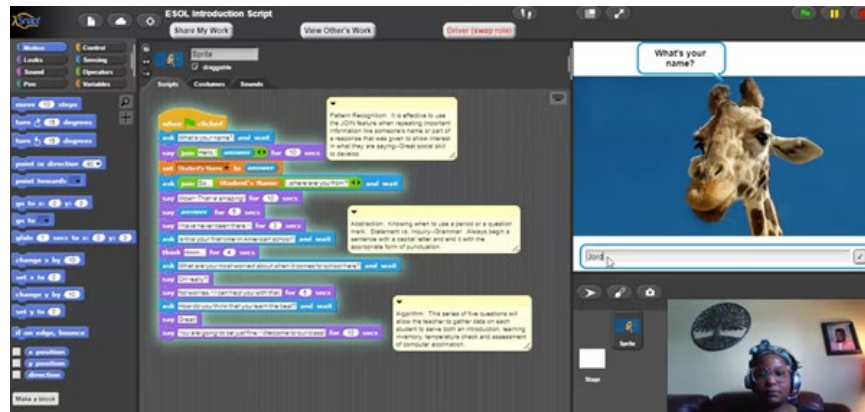 Snap!
ESOL Introduction Script
Share My Work
View Other's Work
Driver (swap role)
Motion
Control
Looks
Sensing
Sound
Operators
Pen
Variables
move 10 steps
turn 15 degrees
turn 15 degrees
point in direction 90
point towards
go to x: 0 y: 0
go to
glide 1 secs to x: 0 y: 0
change x by 10
set x to 0
change y by 10
set y to 0
if on edge, bounce
x position
y position
direction
Make a block
Sprite
draggable
Scripts
Costumes
Sounds
when clicked
ask What's your name? and wait
say join Hello, answer for 10 secs
set Student's Name to answer
ask join So... Student's Name , where are you from? and wait
say Wow! That is amazing! for 10 secs
say answer for secs
say I have never been there. for secs
ask Is this your first time in American school? and wait
think Hmm.. for 4 secs
ask What are you most worried about when it comes to school here? and wait
say Oh really?
say No worries, I can help you with that. for secs
ask How do you think that you learn the best? and wait
say Great!
say You are going to be just fine. Welcome to our class! for 10 secs
Pattern Recognition: It is effective to use
the JOIN feature when repeating important
information like someone's name or part of
a response that was given to show interest
in what they are saying--Great social skill
to develop.
Abstraction: Knowing when to use a period or a question
mark. Statement vs. Inquiry--Grammar: Always begin a
sentence with a capital letter and end it with the
appropriate form of punctuation.
Algorithm: This series of five questions will
allow the teacher to gather data on each
student to serve both an introduction, learning
inventory, temperature check and assessment
of computer acclimation.
What's your
name?
Jord
Sprite
Stage